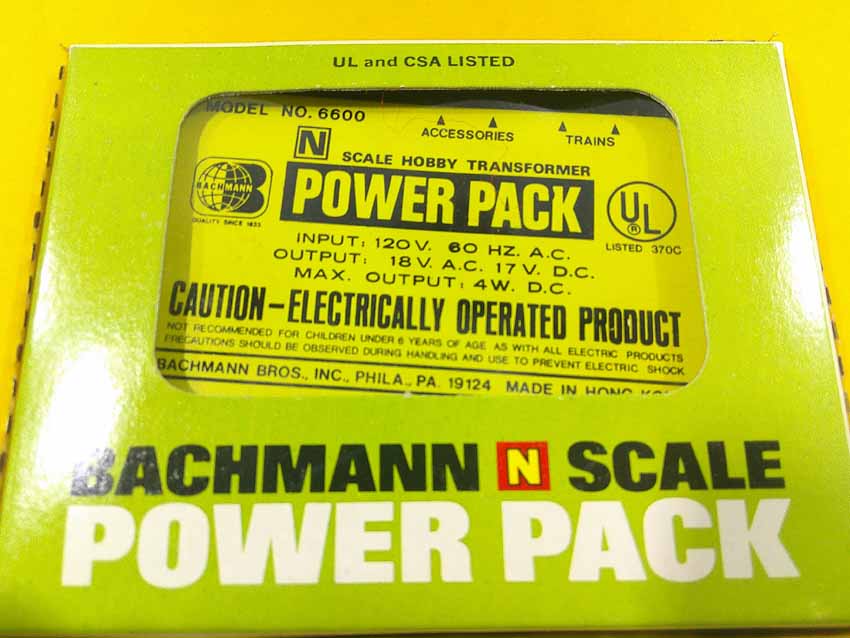 UL and CSA LISTED
MODEL NO. 6600
ACCESSORIES
TRAINS
N
SCALE HOBBY TRANSFORMER
BACHMANN
QUALITY SINCE 1833
POWER PACK
UL
®
LISTED 370C
INPUT: 120 V. 60 HZ. A.C.
OUTPUT: 18 V. A.C. 17 V. D.C.
MAX. OUTPUT: 4W. D.C.
CAUTION–ELECTRICALLY OPERATED PRODUCT
NOT RECOMMENDED FOR CHILDREN UNDER 6 YEARS OF AGE AS WITH ALL ELECTRIC PRODUCTS
PRECAUTIONS SHOULD BE OBSERVED DURING HANDLING AND USE TO PREVENT ELECTRIC SHOCK
BACHMANN BROS., INC., PHILA., PA. 19124 MADE IN HONG
BACHMANN N SCALE
POWER PACK